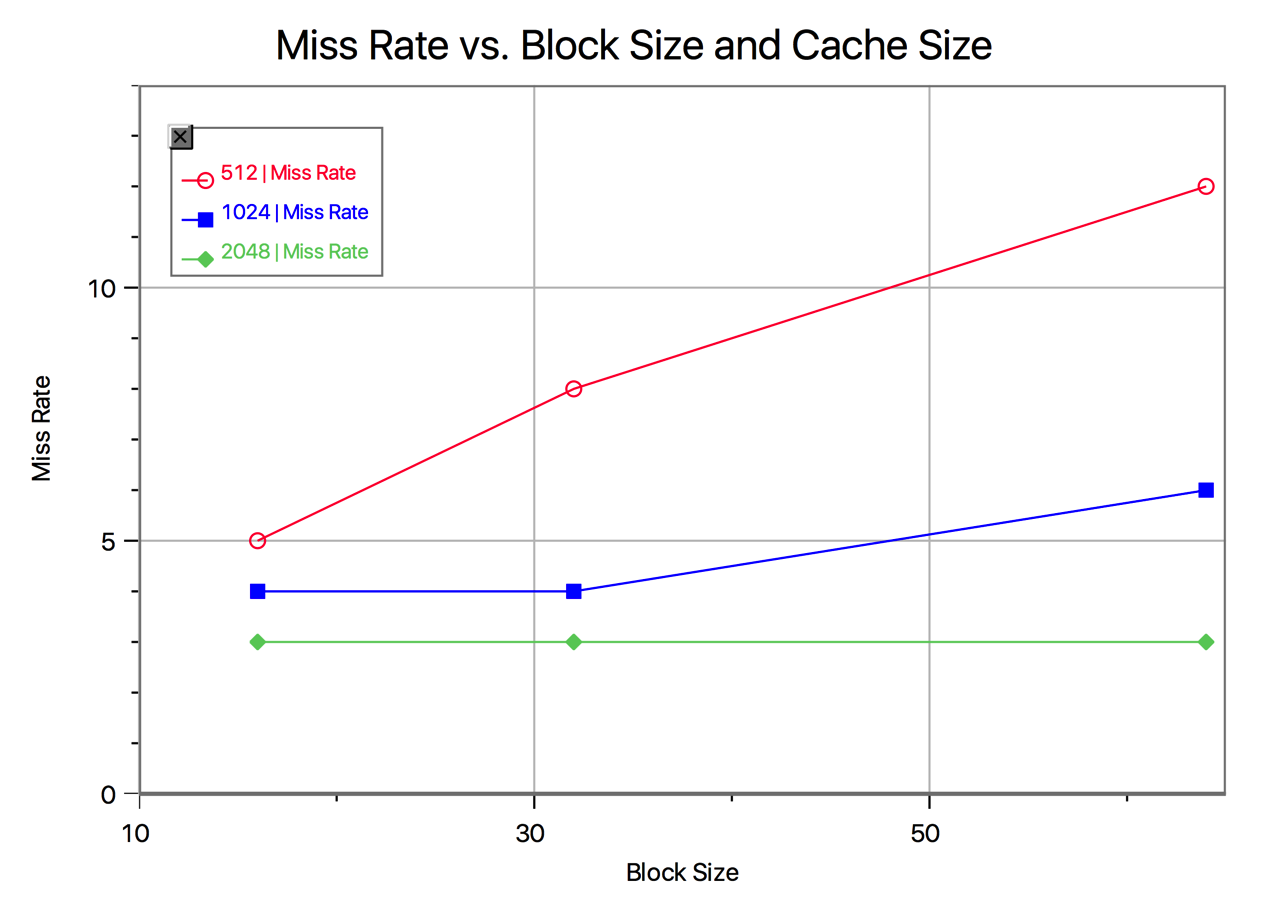 Miss Rate vs. Block Size and Cache Size
512 | Miss Rate
1024 | Miss Rate
2048 | Miss Rate
10
5
0
Miss Rate
10 30 50
Block Size